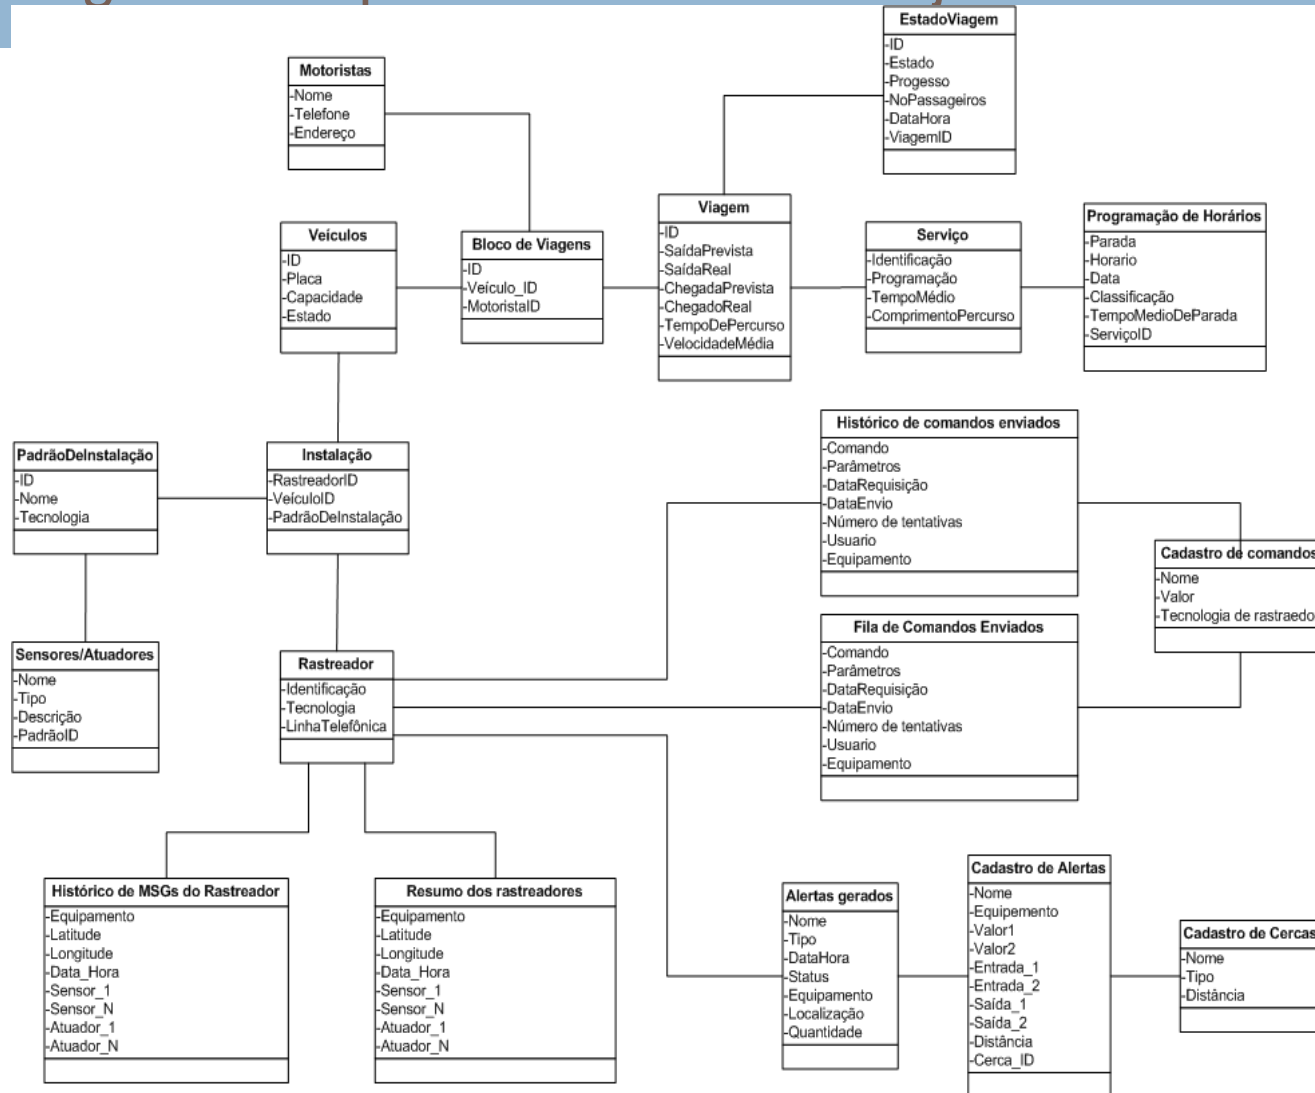 EstadoViagem
-ID
-Estado
-Progesso
-NoPassageiros
-DataHora
-ViagemID
Motoristas
-Nome
-Telefone
-Endereço
Veículos
-ID
-Placa
-Capacidade
-Estado
Bloco de Viagens
-ID
-Veículo_ID
-MotoristaID
Viagem
-ID
-SaídaPrevista
-SaídaReal
-ChegadaPrevista
-ChegadoReal
-TempoDePercurso
-VelocidadeMédia
Serviço
-Identificação
-Programação
-TempoMédio
-ComprimentoPercurso
Programação de Horários
-Parada
-Horario
-Data
-Classificação
-TempoMedioDeParada
-ServiçoID
PadrãoDeInstalação
-ID
-Nome
-Tecnologia
Instalação
-RastreadorID
-VeículoID
-PadrãoDeInstalação
Histórico de comandos enviados
-Comando
-Parâmetros
-DataRequisição
-DataEnvio
-Número de tentativas
-Usuario
-Equipamento
Cadastro de comandos
-Nome
-Valor
-Tecnologia de rastraedo
Fila de Comandos Enviados
-Comando
-Parâmetros
-DataRequisição
-DataEnvio
-Número de tentativas
-Usuario
-Equipamento
Sensores/Atuadores
-Nome
-Tipo
-Descrição
-PadrãoID
Rastreador
-Identificação
-Tecnologia
-LinhaTelefônica
Histórico de MSGs do Rastreador
-Equipamento
-Latitude
-Longitude
-Data_Hora
-Sensor_1
-Sensor_N
-Atuador_1
-Atuador_N
Resumo dos rastreadores
-Equipamento
-Latitude
-Longitude
-Data_Hora
-Sensor_1
-Sensor_N
-Atuador_1
-Atuador_N
Alertas gerados
-Nome
-Tipo
-DataHora
-Status
-Equipamento
-Localização
-Quantidade
Cadastro de Alertas
-Nome
-Equipemento
-Valor1
-Valor2
-Entrada_1
-Entrada_2
-Saída_1
-Saída_2
-Distância
-Cerca_ID
Cadastro de Cercas
-Nome
-Tipo
-Distância